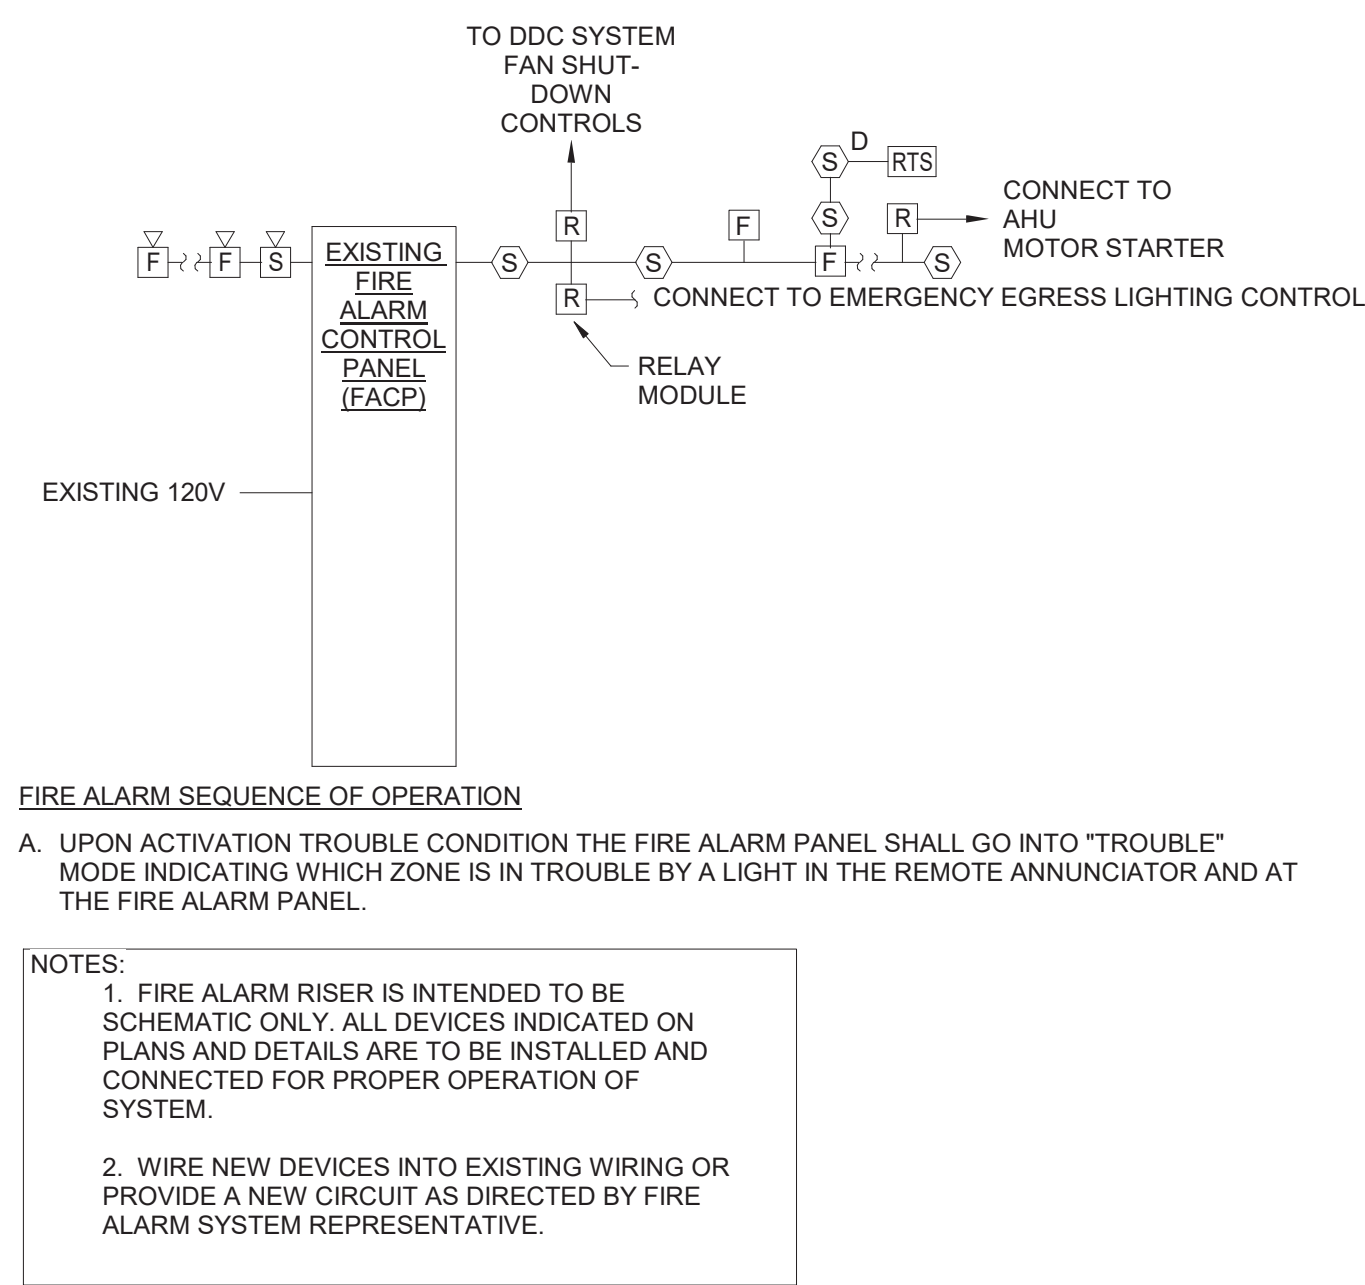 TO DDC SYSTEM
FAN SHUT-
DOWN
CONTROLS
D
S
RTS
CONNECT TO
AHU
MOTOR STARTER
R
F
S
R
F
F
S
EXISTING
FIRE
ALARM
CONTROL
PANEL
(FACP)
S
S
F
S
R
CONNECT TO EMERGENCY EGRESS LIGHTING CONTROL
RELAY
MODULE
EXISTING 120V
FIRE ALARM SEQUENCE OF OPERATION
A. UPON ACTIVATION TROUBLE CONDITION THE FIRE ALARM PANEL SHALL GO INTO "TROUBLE"
MODE INDICATING WHICH ZONE IS IN TROUBLE BY A LIGHT IN THE REMOTE ANNUNCIATOR AND AT
THE FIRE ALARM PANEL.
NOTES:
1. FIRE ALARM RISER IS INTENDED TO BE
SCHEMATIC ONLY. ALL DEVICES INDICATED ON
PLANS AND DETAILS ARE TO BE INSTALLED AND
CONNECTED FOR PROPER OPERATION OF
SYSTEM.
2. WIRE NEW DEVICES INTO EXISTING WIRING OR
PROVIDE A NEW CIRCUIT AS DIRECTED BY FIRE
ALARM SYSTEM REPRESENTATIVE.